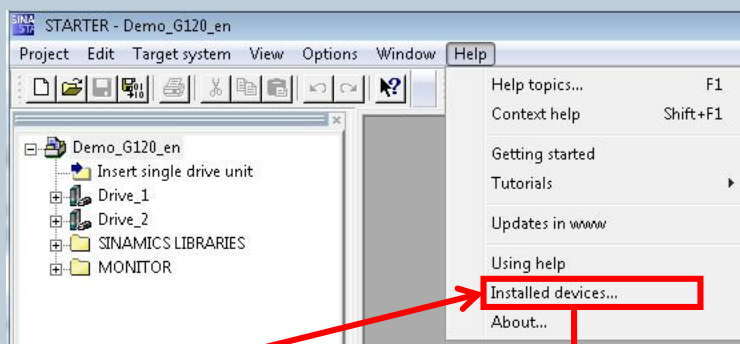 STARTER - Demo_G120_en
Project Edit Target system View Options Window Help
Help topics... F1
Context help Shift+F1
Getting started
Tutorials
Updates in www
Using help
Installed devices...
About...
Demo_G120_en
Insert single drive unit
Drive_1
Drive_2
SINAMICS LIBRARIES
MONITOR